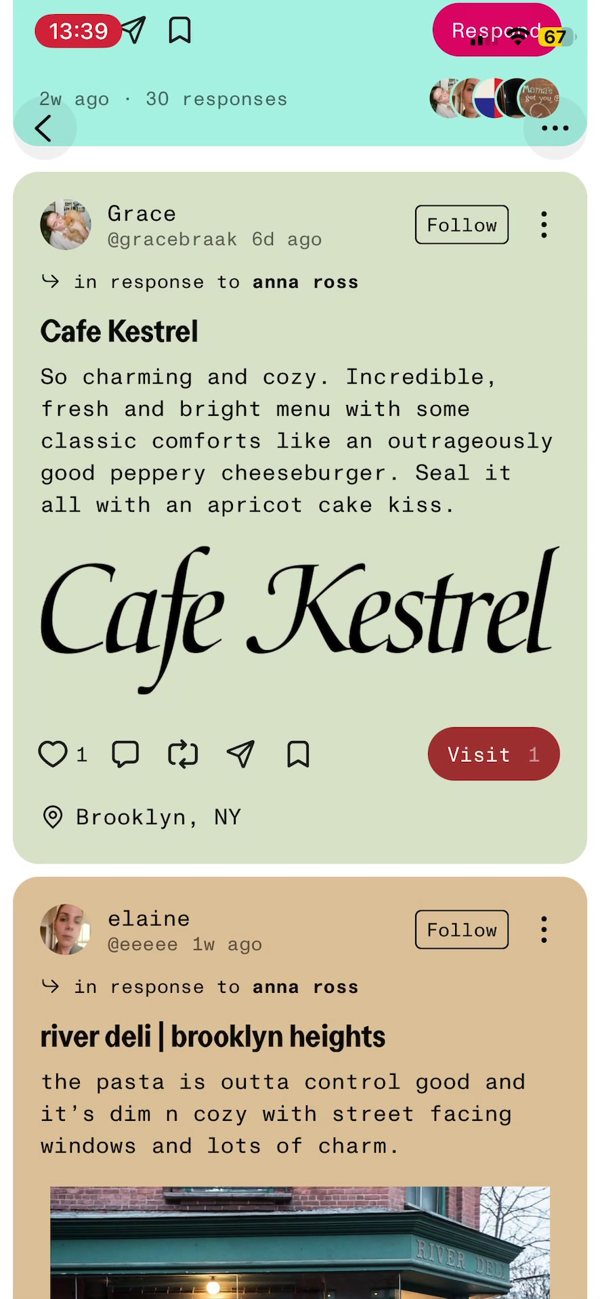 13:39
Respond
67
2w ago · 30 responses
Mama's
got you
Grace
@gracebraak 6d ago
Follow
in response to anna ross
Cafe Kestrel
So charming and cozy. Incredible,
fresh and bright menu with some
classic comforts like an outrageously
good peppery cheeseburger. Seal it
all with an apricot cake kiss.
Cafe Kestrel
1
Visit 1
Brooklyn, NY
elaine
@eeeee 1w ago
Follow
in response to anna ross
river deli | brooklyn heights
the pasta is outta control good and
it’s dim n cozy with street facing
windows and lots of charm.
RIVER DELI